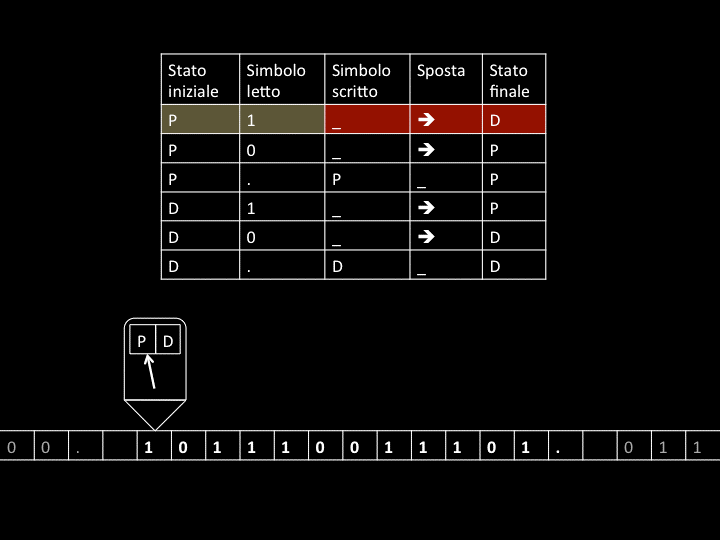 Stato iniziale Simbolo letto Simbolo scritto Sposta Stato finale
P 1 _ ➔ D
P 0 _ ➔ P
P . P _ P
D 1 _ ➔ P
D 0 _ ➔ D
D . D _ D
P D
0 0 . 1 0 1 1 1 0 0 1 1 1 0 1 . 0 1 1